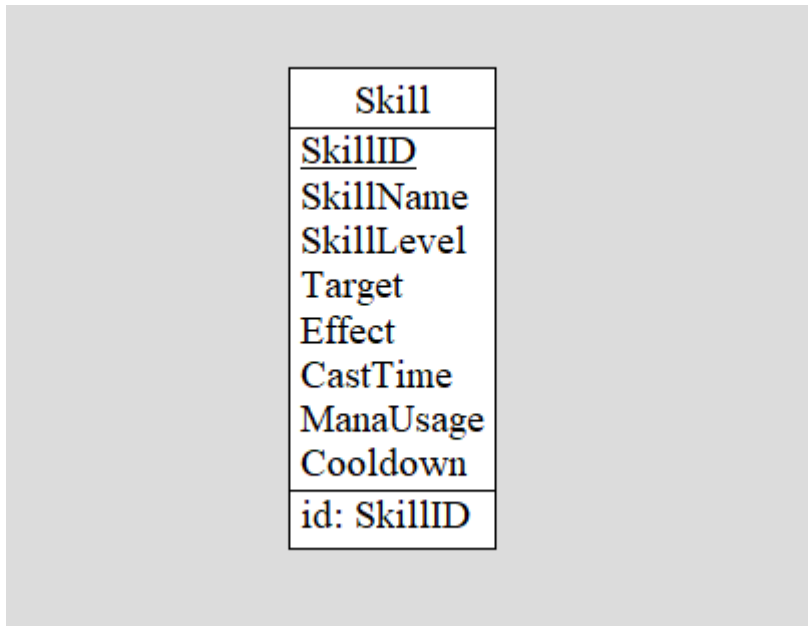 Skill
SkillID
SkillName
SkillLevel
Target
Effect
CastTime
ManaUsage
Cooldown
id: SkillID